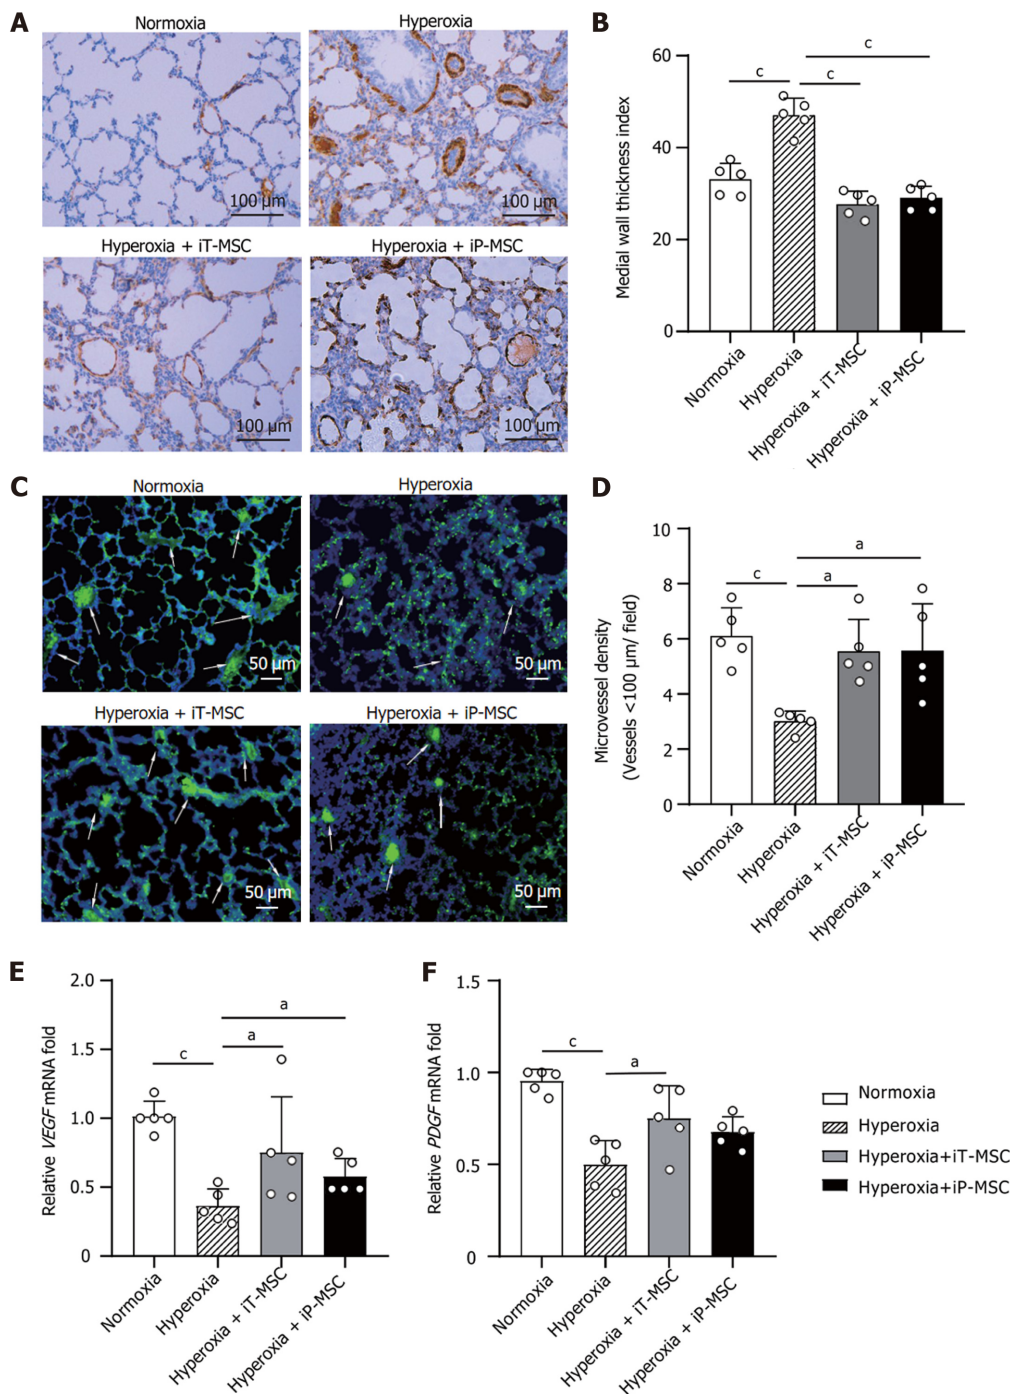 A
Normoxia
Hyperoxia
100 µm
100 µm
Hyperoxia + iT-MSC
Hyperoxia + iP-MSC
100 µm
100 µm
B
Medial wall thickness index
60
40
20
0
c
c
c
Normoxia
Hyperoxia
Hyperoxia + iT-MSC
Hyperoxia + iP-MSC
C
Normoxia
Hyperoxia
50 µm
50 µm
Hyperoxia + iT-MSC
Hyperoxia + iP-MSC
50 µm
50 µm
D
Microvessel density
(Vessels <100 µm/ field)
10
8
6
4
2
0
a
c
a
Normoxia
Hyperoxia
Hyperoxia + iT-MSC
Hyperoxia + iP-MSC
E
Relative VEGF mRNA fold
2.0
1.5
1.0
0.5
0
a
a
c
Normoxia
Hyperoxia
Hyperoxia + iT-MSC
Hyperoxia + iP-MSC
F
Relative PDGF mRNA fold
1.5
1.0
0.5
0
c
a
Normoxia
Hyperoxia
Hyperoxia + iT-MSC
Hyperoxia + iP-MSC
Normoxia
Hyperoxia
Hyperoxia+iT-MSC
Hyperoxia+iP-MSC